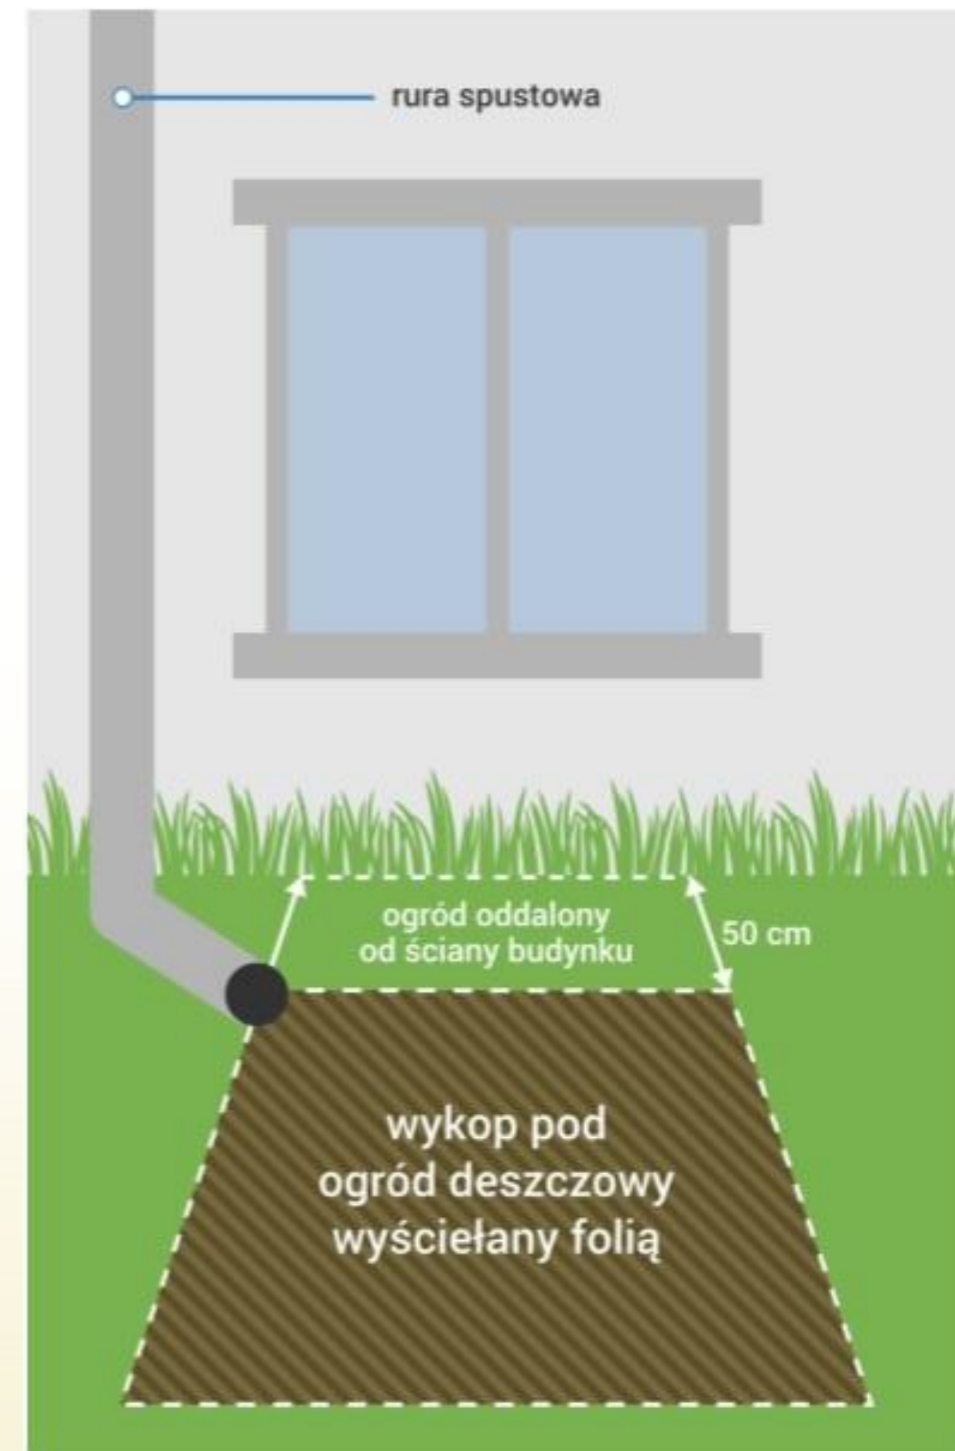 rura spustowa
ogród oddalony
od ściany budynku
50 cm
wykop pod
ogród deszczowy
wyściełany folią